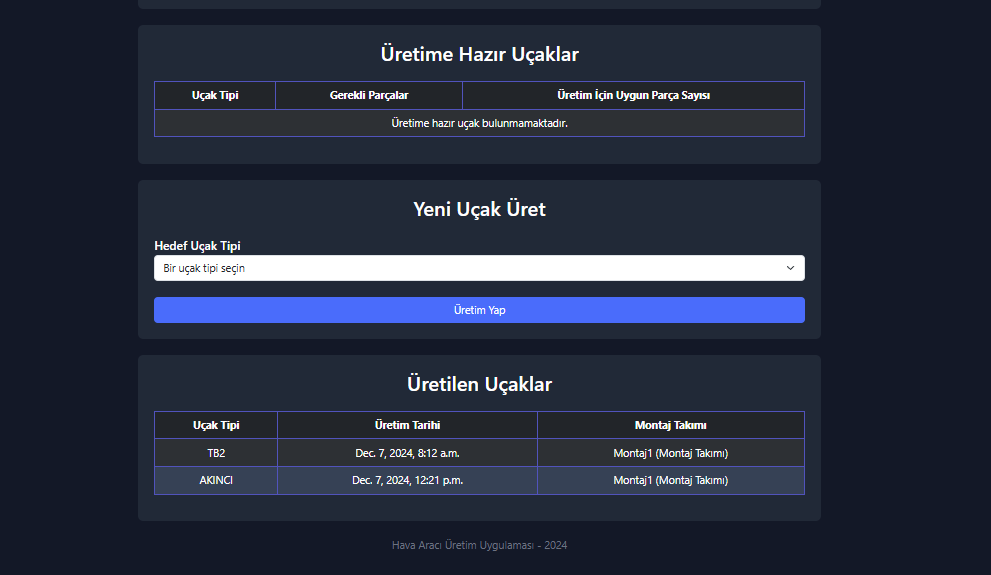 Üretime Hazır Uçaklar
Uçak Tipi Gerekli Parçalar Üretim İçin Uygun Parça Sayısı
Üretime hazır uçak bulunmamaktadır.
Yeni Uçak Üret
Hedef Uçak Tipi
Bir uçak tipi seçin
Üretim Yap
Üretilen Uçaklar
Uçak Tipi Üretim Tarihi Montaj Takımı
TB2 Dec. 7, 2024, 8:12 a.m. Montaj1 (Montaj Takımı)
AKINCI Dec. 7, 2024, 12:21 p.m. Montaj1 (Montaj Takımı)
Hava Aracı Üretim Uygulaması - 2024